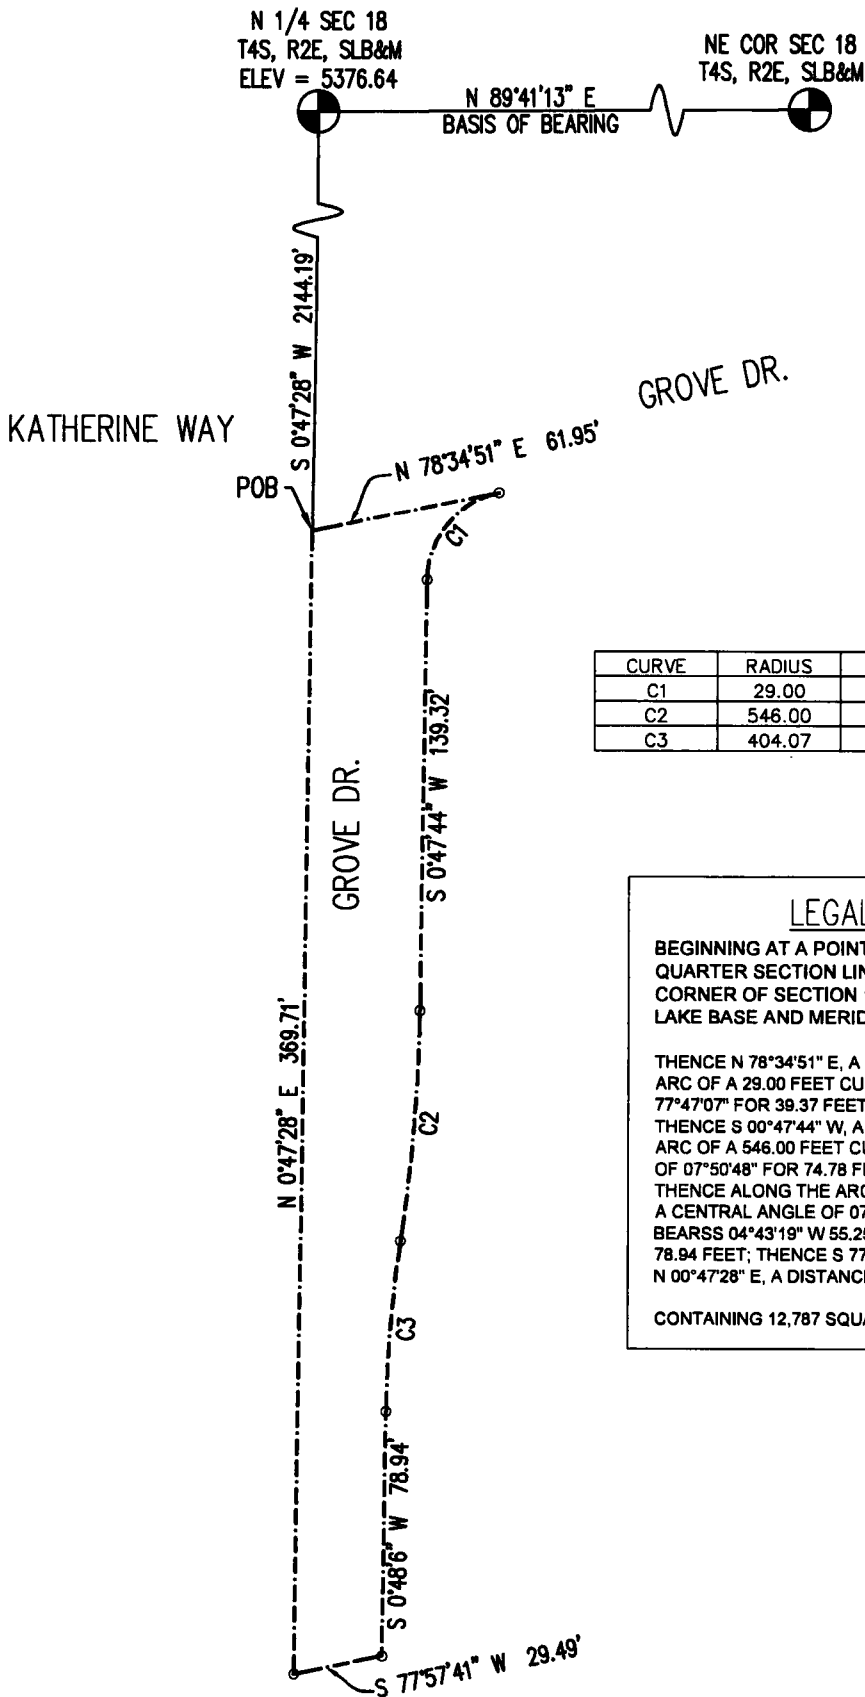 N 1/4 SEC 18
T4S, R2E, SLB&M
ELEV = 5376.64
NE COR SEC 18
T4S, R2E, SLB&M
N 89°41'13" E
BASIS OF BEARING
S 0°47'28" W 2144.19'
KATHERINE WAY
GROVE DR.
N 78°34'51" E 61.95'
POB
C1
CURVE RADIUS
C1 29.00
C2 546.00
C3 404.07
S 0°47'44" W 139.32'
GROVE DR.
N 0°47'28" E 369.71'
C2
C3
S 0°48'6" W 78.94'
S 77°57'41" W 29.49'
LEGAL
BEGINNING AT A POINT
QUARTER SECTION LIN
CORNER OF SECTION
LAKE BASE AND MERID
THENCE N 78°34'51" E, A
ARC OF A 29.00 FEET CU
77°47'07" FOR 39.37 FEET
THENCE S 00°47'44" W, A
ARC OF A 546.00 FEET CU
OF 07°50'48" FOR 74.78 F
THENCE ALONG THE ARC
A CENTRAL ANGLE OF 07
BEARSS 04°43'19" W 55.25
78.94 FEET; THENCE S 77
N 00°47'28" E, A DISTANC
CONTAINING 12,787 SQUA